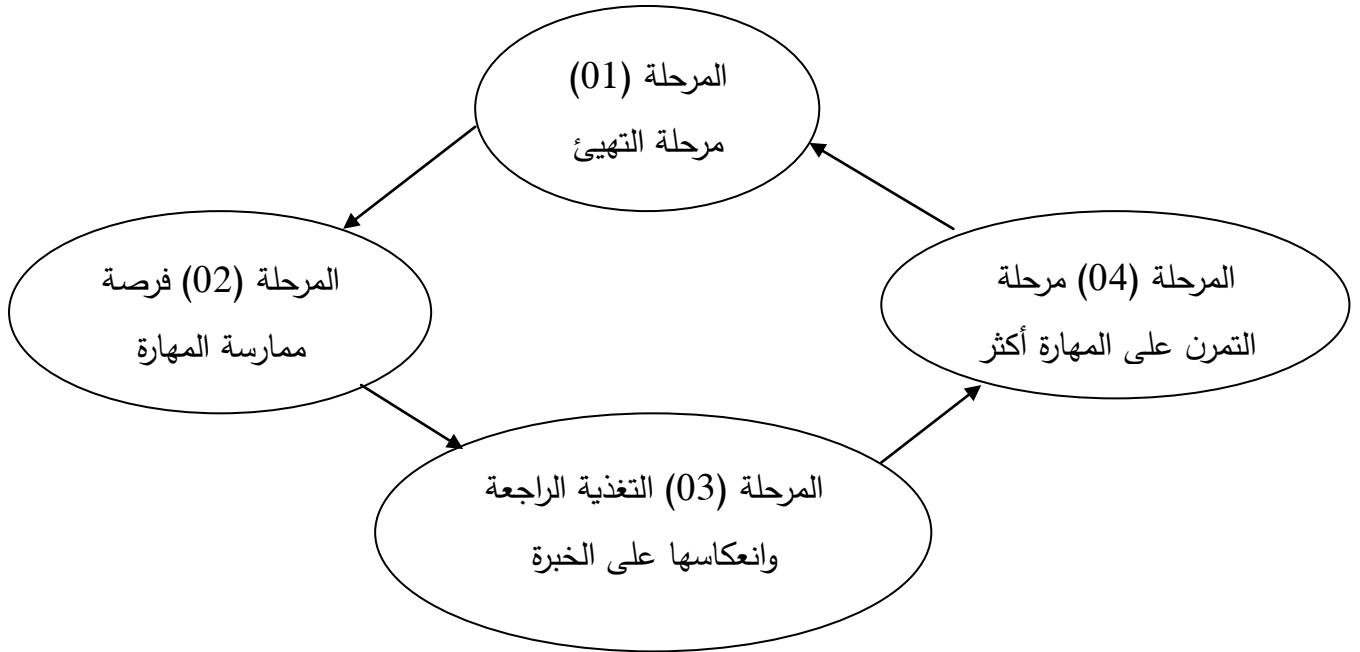 المرحلة (01)
مرحلة التهيئ
المرحلة (02) فرصة
ممارسة المهارة
المرحلة (03) التغذية الراجعة
وانعكاسها على الخبرة
المرحلة (04) مرحلة
التمرن على المهارة أكثر